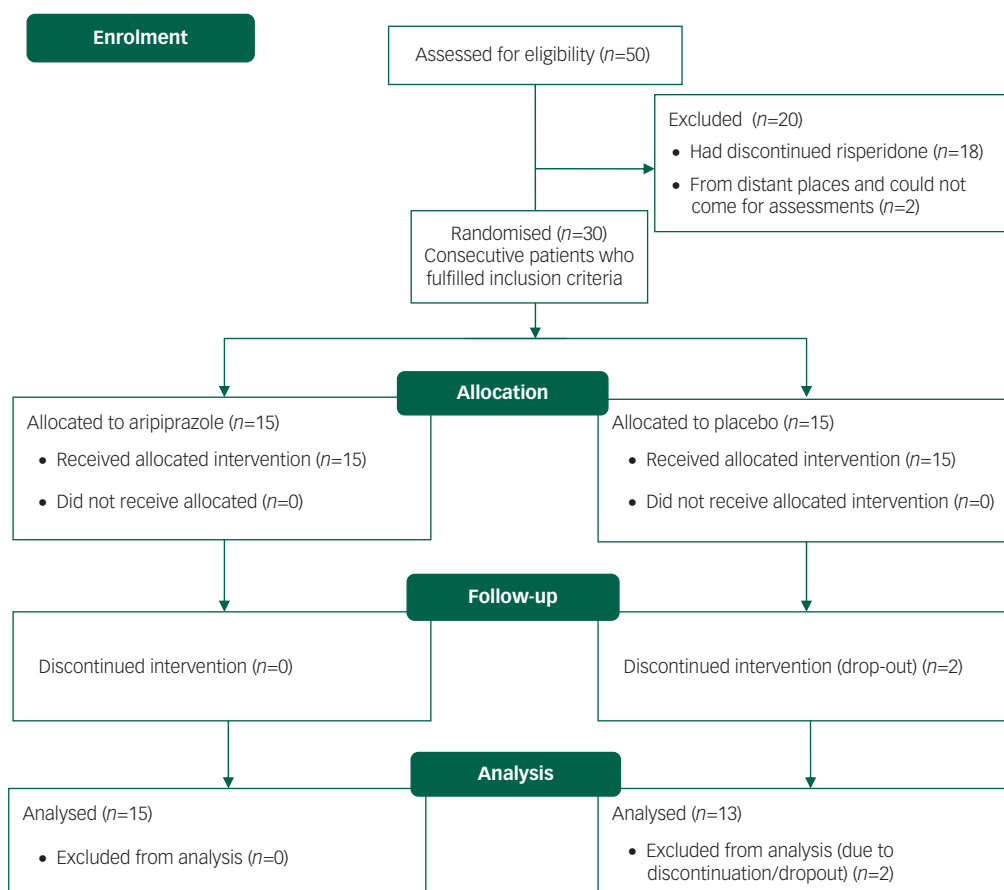 Enrolment
Assessed for eligibility (n=50)
Excluded (n=20)
• Had discontinued risperidone (n=18)
• From distant places and could not
come for assessments (n=2)
Randomised (n=30)
Consecutive patients who
fulfilled inclusion criteria
Allocation
Allocated to aripiprazole (n=15)
• Received allocated intervention (n=15)
• Did not receive allocated (n=0)
Allocated to placebo (n=15)
• Received allocated intervention (n=15)
• Did not receive allocated intervention (n=0)
Follow-up
Discontinued intervention (n=0)
Discontinued intervention (drop-out) (n=2)
Analysis
Analysed (n=15)
• Excluded from analysis (n=0)
Analysed (n=13)
• Excluded from analysis (due to
discontinuation/dropout) (n=2)